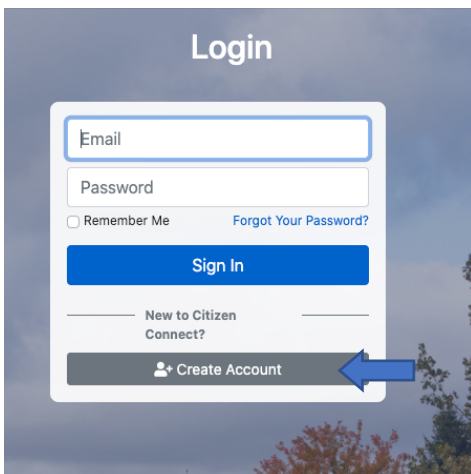 Login
Email
Password
Remember Me Forgot Your Password?
Sign In
New to Citizen
Connect?
Create Account